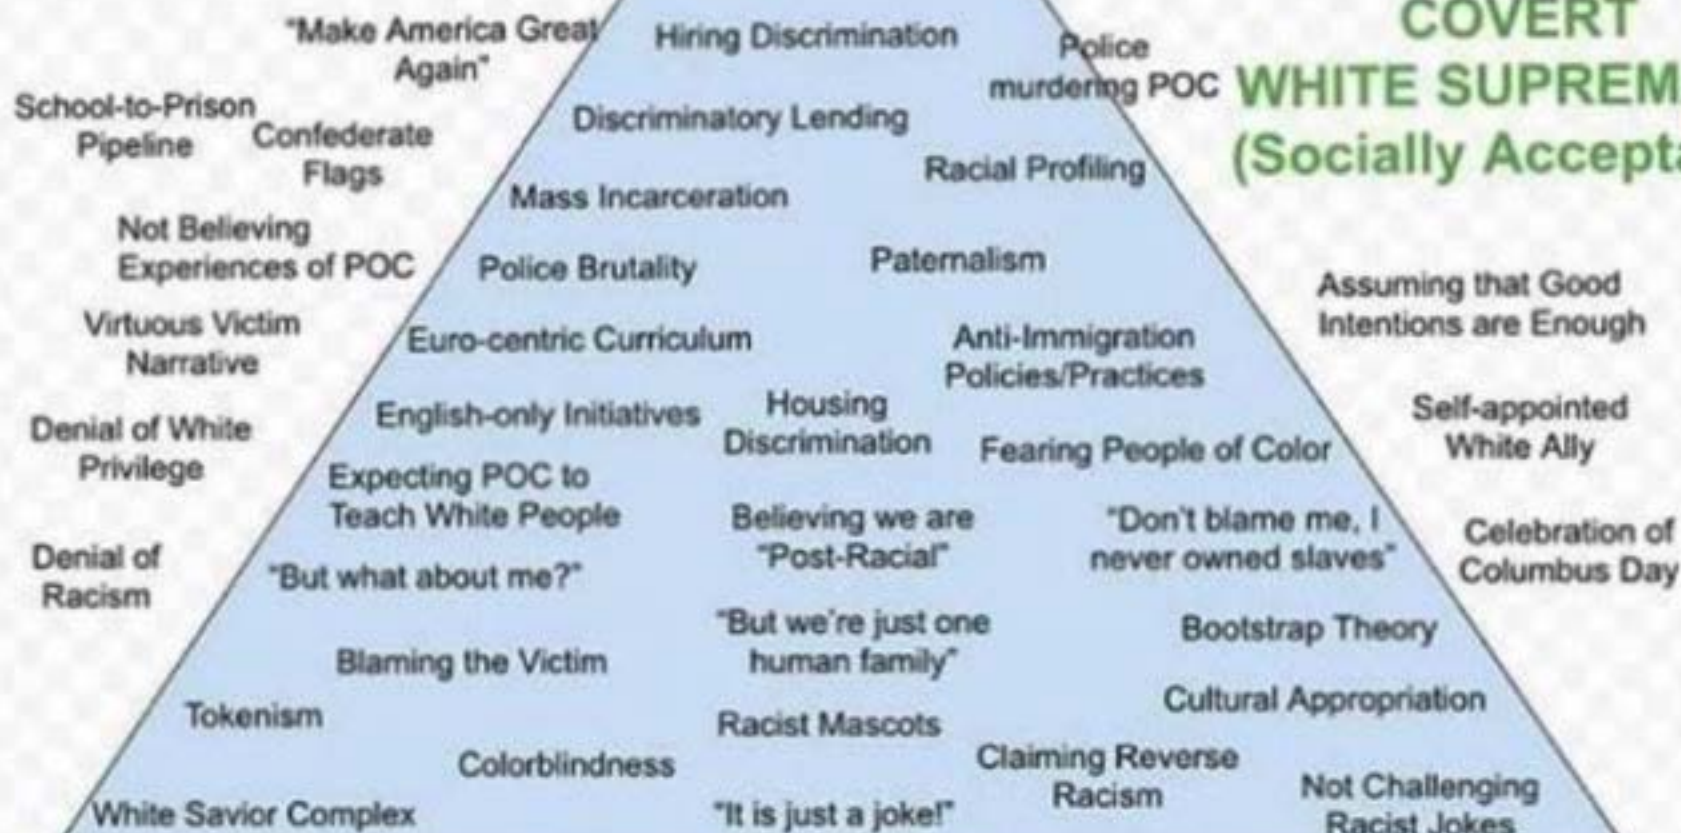 COVERT
WHITE SUPREM
(Socially Accepta
"Make America Great
Again"
Hiring Discrimination
Police
murdering POC
School-to-Prison
Pipeline
Confederate
Flags
Discriminatory Lending
Racial Profiling
Mass Incarceration
Not Believing
Experiences of POC
Police Brutality
Paternalism
Assuming that Good
Intentions are Enough
Virtuous Victim
Narrative
Euro-centric Curriculum
Anti-Immigration
Policies/Practices
Denial of White
Privilege
English-only Initiatives
Housing
Discrimination
Fearing People of Color
Self-appointed
White Ally
Expecting POC to
Teach White People
Believing we are
"Post-Racial"
"Don't blame me, I
never owned slaves"
Celebration of
Columbus Day
Denial of
Racism
"But what about me?"
"But we're just one
human family"
Bootstrap Theory
Blaming the Victim
Cultural Appropriation
Tokenism
Racist Mascots
Colorblindness
Claiming Reverse
Racism
Not Challenging
Racist Jokes
White Savior Complex
"It is just a joke!"